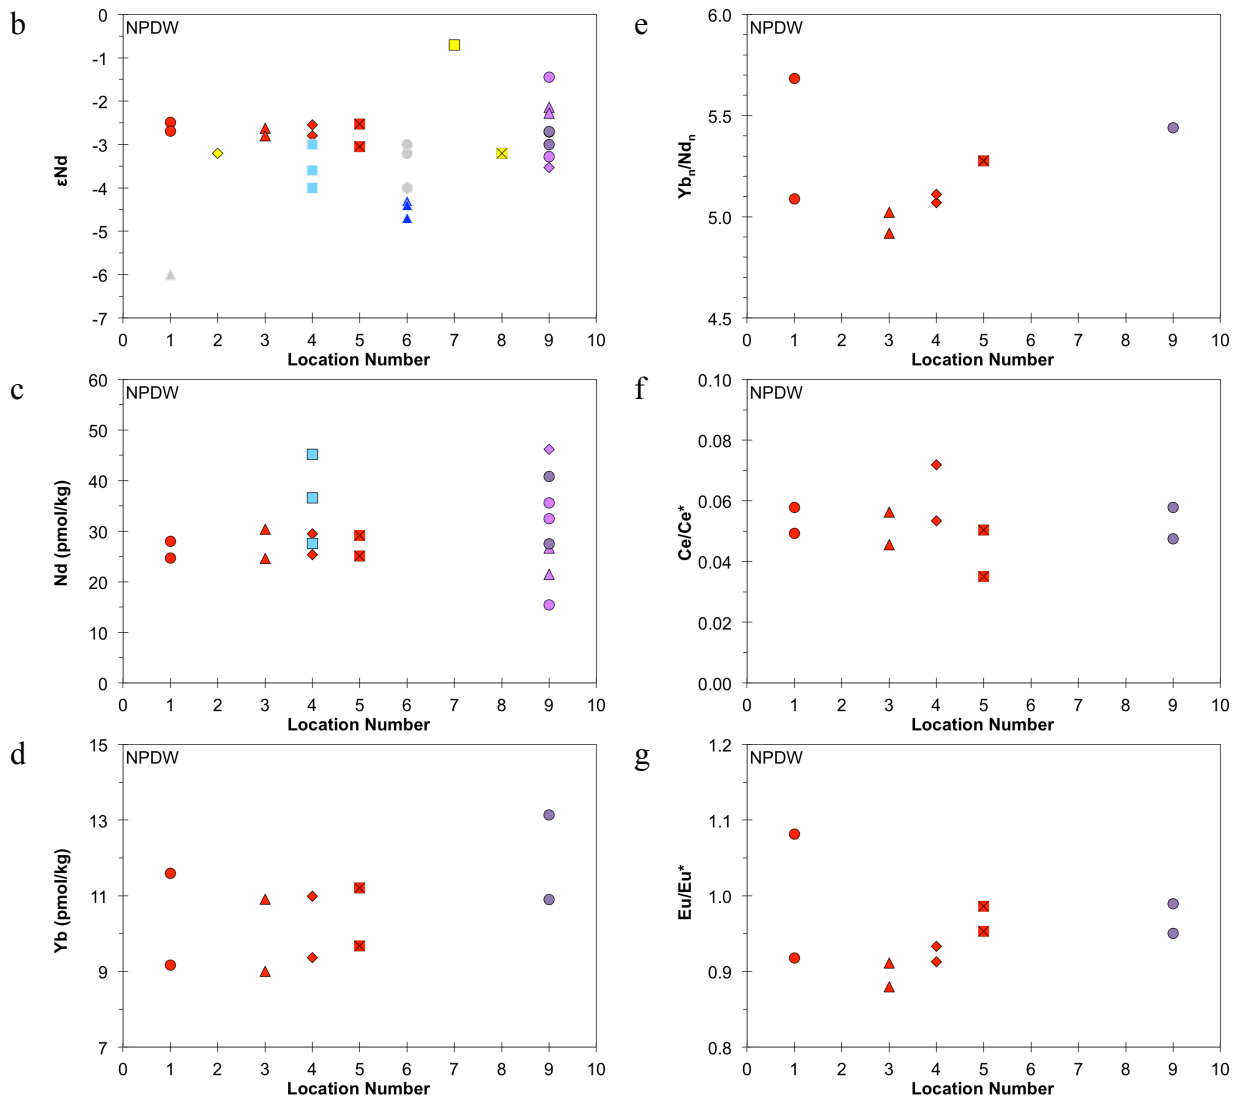 b
NPDW
0
-1
-2
-3
-4
-5
-6
-7
εNd
0 1 2 3 4 5 6 7 8 9 10
Location Number
c
NPDW
60
50
40
30
20
10
0
Nd (pmol/kg)
0 1 2 3 4 5 6 7 8 9 10
Location Number
d
NPDW
15
13
11
9
7
Yb (pmol/kg)
0 1 2 3 4 5 6 7 8 9 10
Location Number
e
NPDW
6.0
5.5
5.0
4.5
Ybn/Ndn
0 1 2 3 4 5 6 7 8 9 10
Location Number
f
NPDW
0.10
0.08
0.06
0.04
0.02
0.00
Ce/Ce*
0 1 2 3 4 5 6 7 8 9 10
Location Number
g
NPDW
1.2
1.1
1.0
0.9
0.8
Eu/Eu*
0 1 2 3 4 5 6 7 8 9 10
Location Number